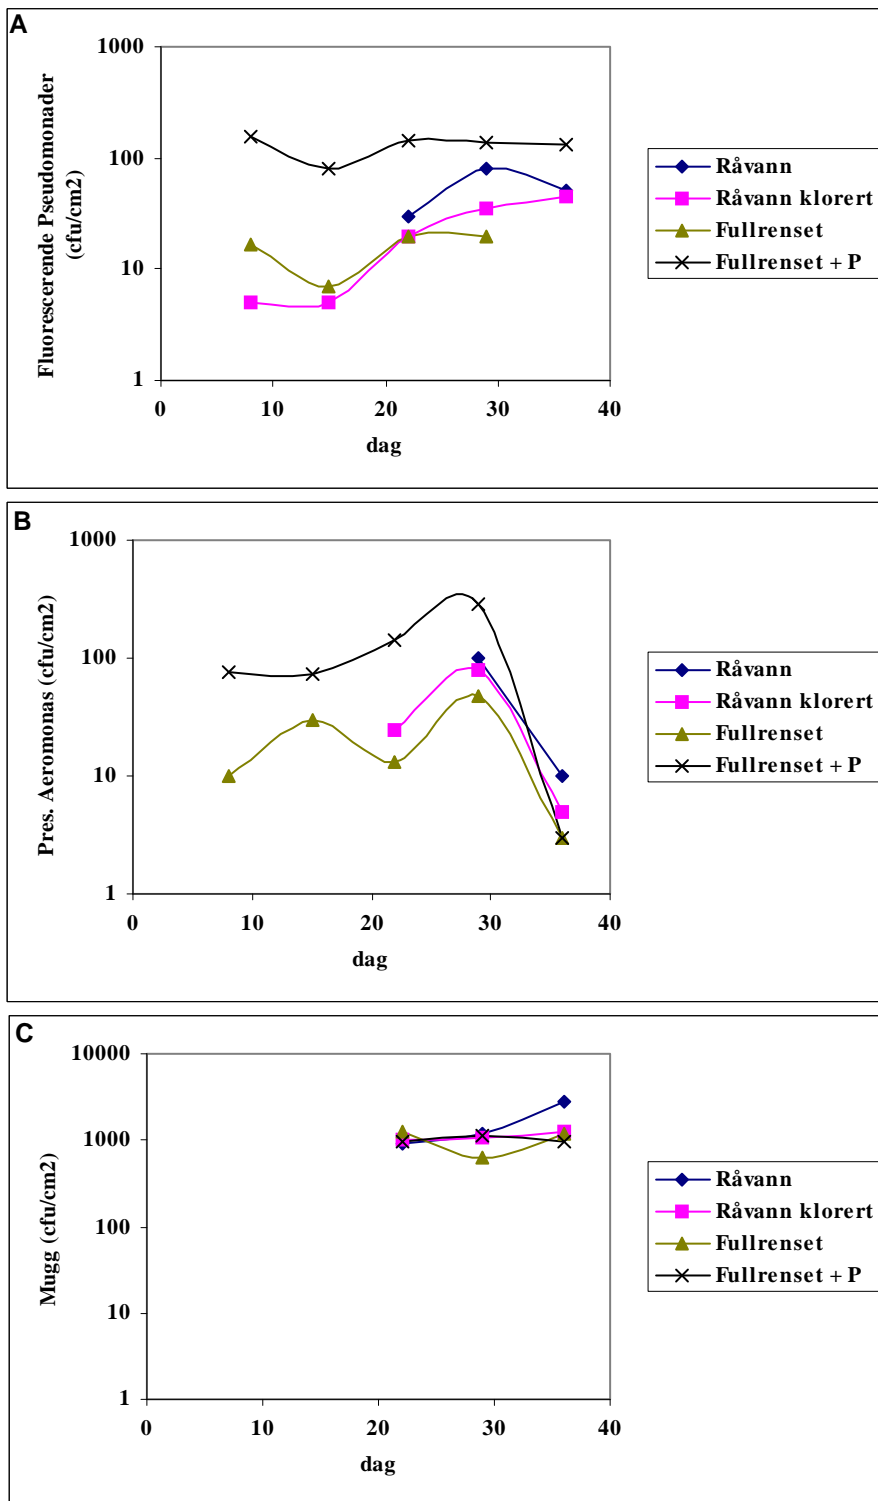 A
1000
100
10
1
0 10 20 30 40
dag
Fluorescerende Pseudomonader
(cfu/cm2)
Råvann
Råvann klorert
Fullrenset
Fullrenset + P
B
1000
100
10
1
0 10 20 30 40
dag
Pres. Aeromonas (cfu/cm2)
Råvann
Råvann klorert
Fullrenset
Fullrenset + P
C
10000
1000
100
10
1
0 10 20 30 40
dag
Mugg (cfu/cm2)
Råvann
Råvann klorert
Fullrenset
Fullrenset + P